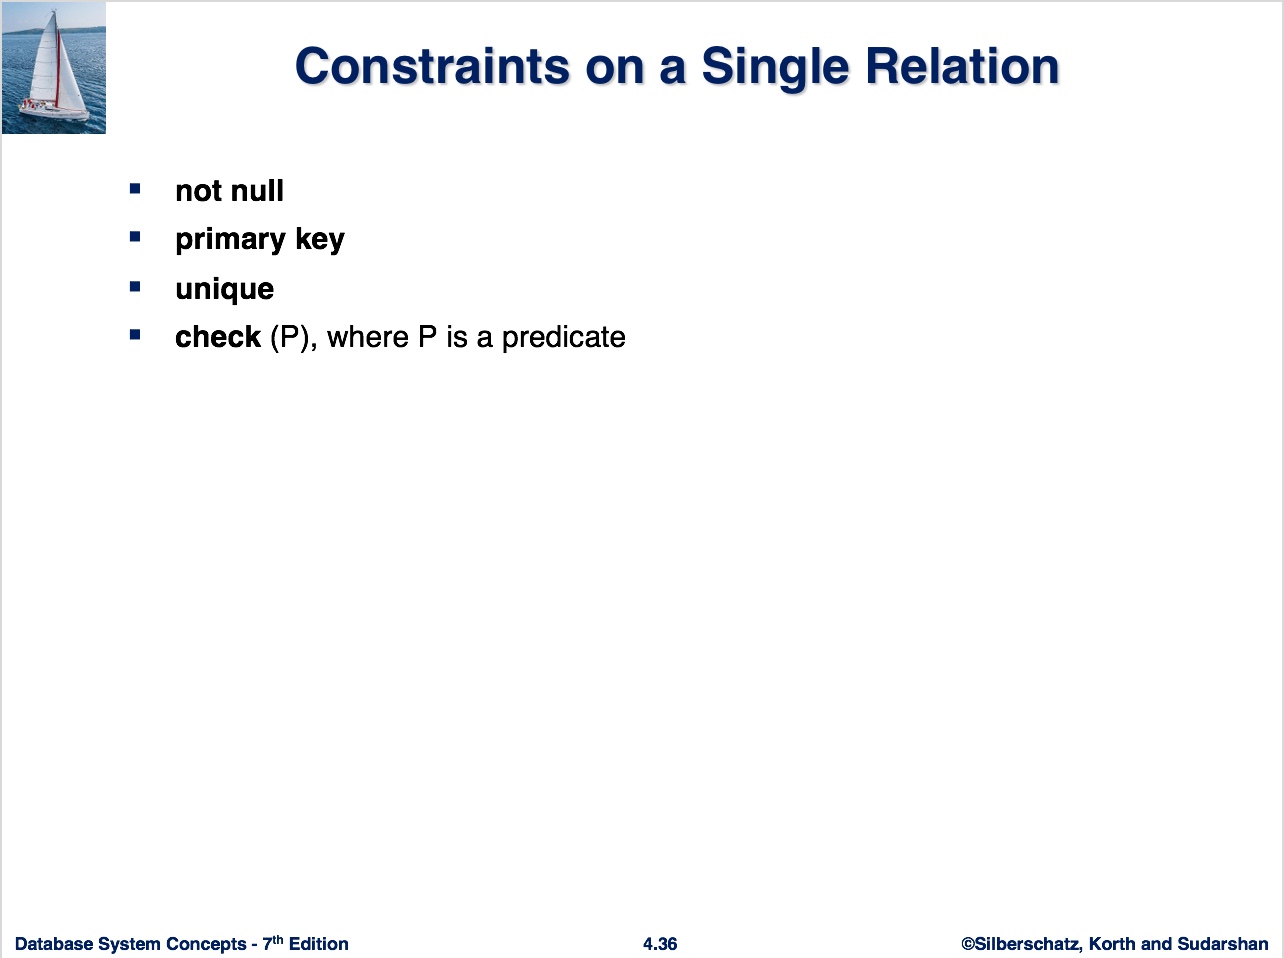 Constraints on a Single Relation
▪ not null
▪ primary key
▪ unique
▪ check (P), where P is a predicate
Database System Concepts - 7th Edition
4.36
©Silberschatz, Korth and Sudarshan